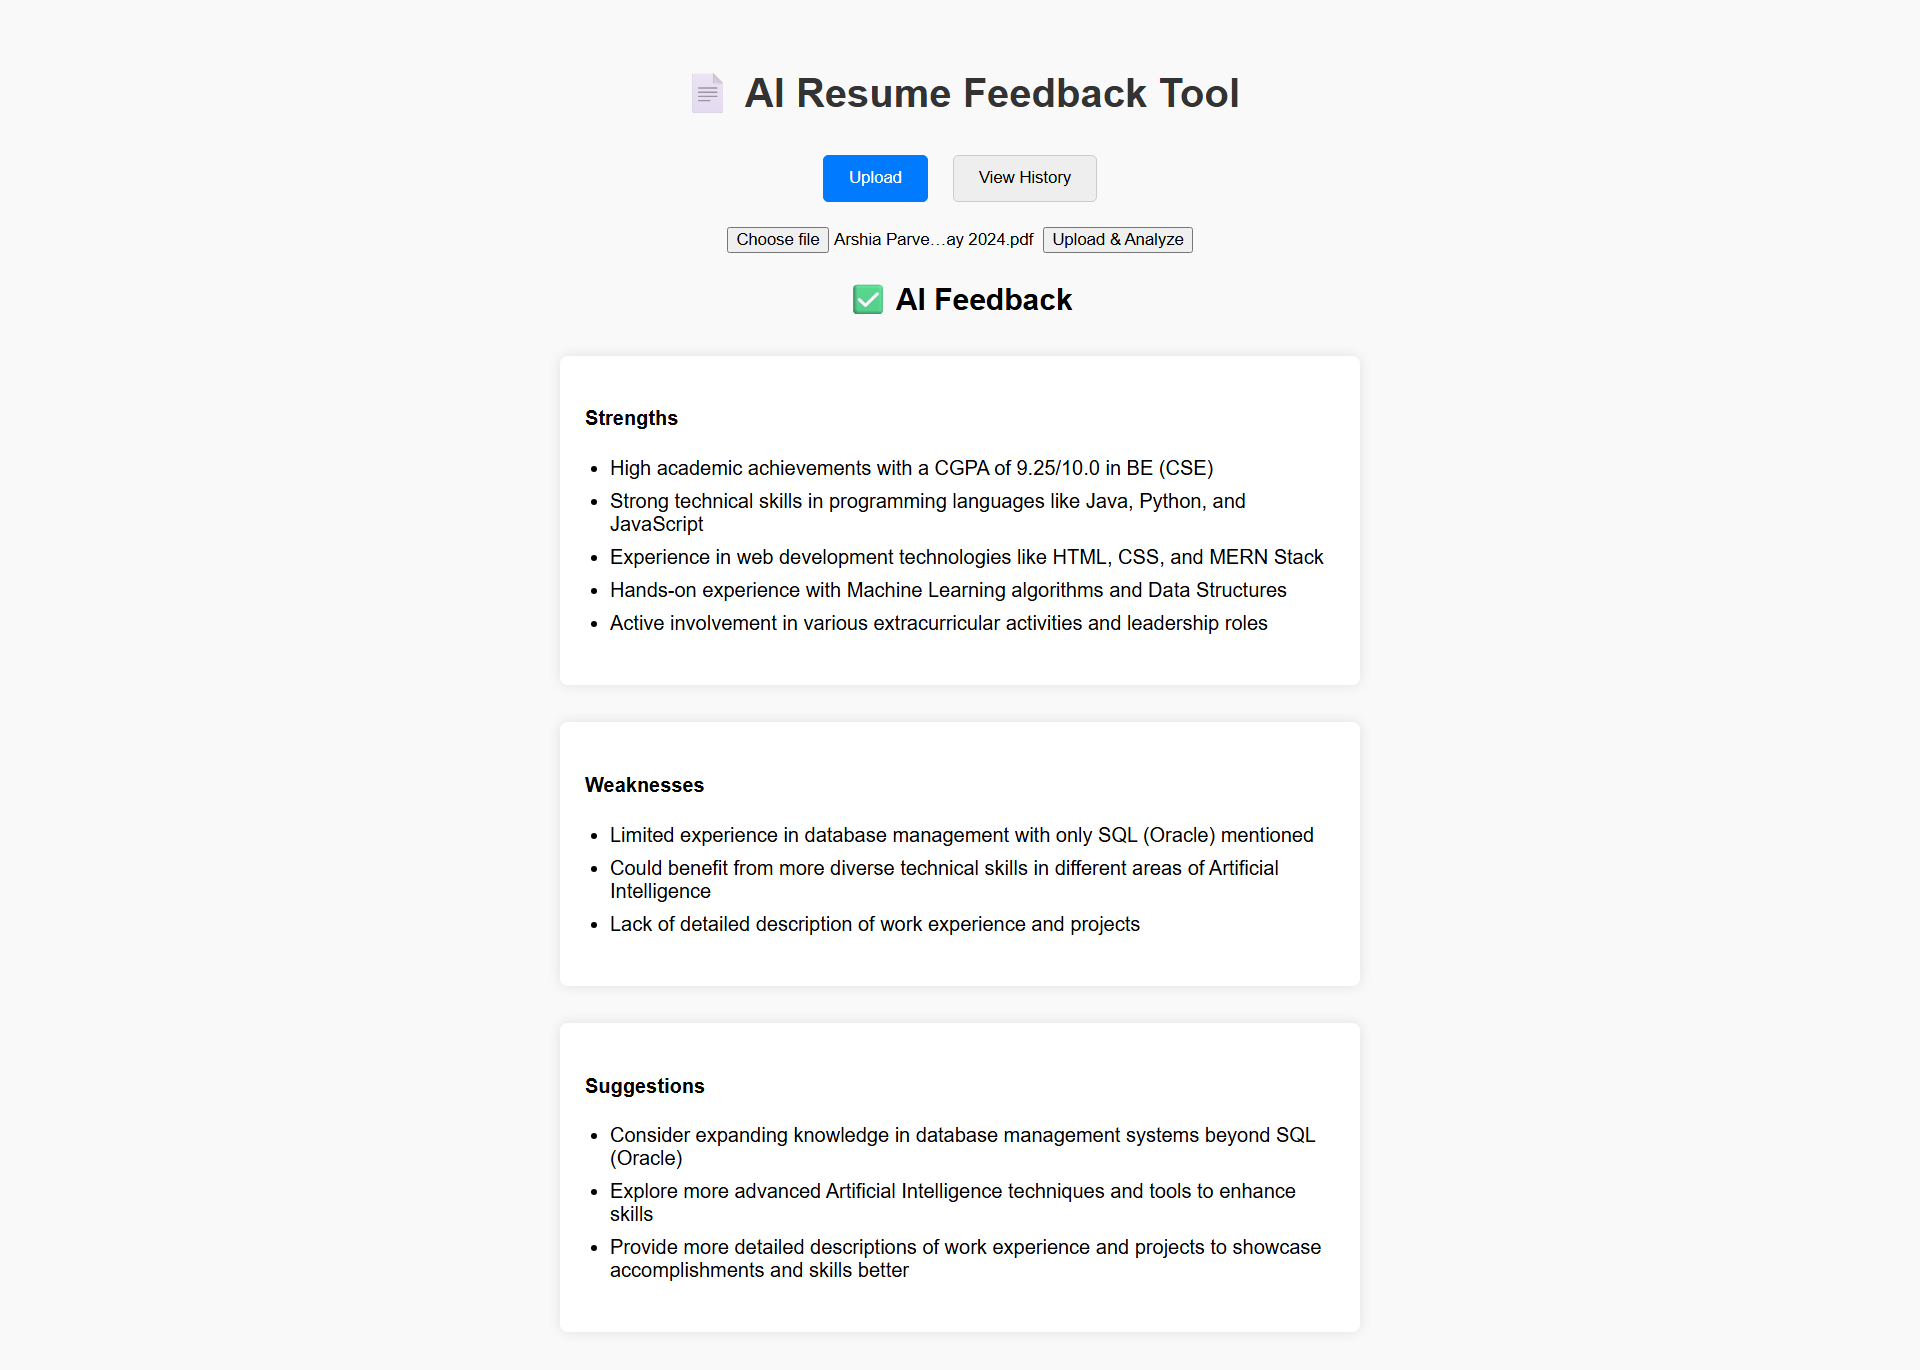 AI Resume Feedback Tool
Upload
View History
Choose file Arshia Parve…ay 2024.pdf Upload & Analyze
AI Feedback
Strengths
High academic achievements with a CGPA of 9.25/10.0 in BE (CSE)
Strong technical skills in programming languages like Java, Python, and
JavaScript
Experience in web development technologies like HTML, CSS, and MERN Stack
Hands-on experience with Machine Learning algorithms and Data Structures
Active involvement in various extracurricular activities and leadership roles
Weaknesses
Limited experience in database management with only SQL (Oracle) mentioned
Could benefit from more diverse technical skills in different areas of Artificial
Intelligence
Lack of detailed description of work experience and projects
Suggestions
Consider expanding knowledge in database management systems beyond SQL
(Oracle)
Explore more advanced Artificial Intelligence techniques and tools to enhance
skills
Provide more detailed descriptions of work experience and projects to showcase
accomplishments and skills better